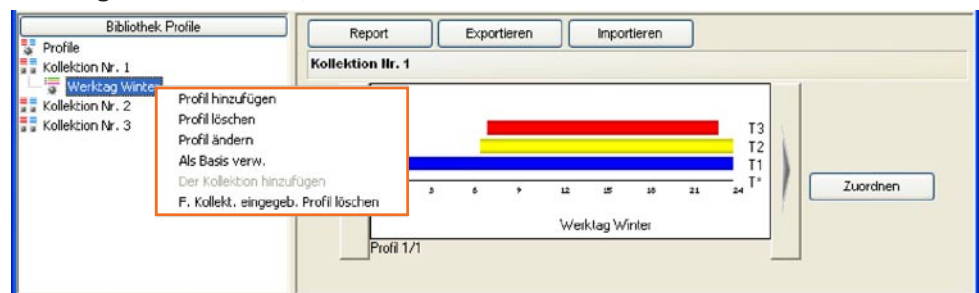 Bibliothek Profile
Profile
Kollektion Nr. 1
Werktag Winter
Kollektion Nr. 2
Kollektion Nr. 3
Profil hinzufügen
Profil löschen
Profil ändern
Als Basis verw.
Der Kollektion hinzufügen
F. Kollekt. eingegeb. Profil löschen
Report Exportieren Importieren
Kollektion Nr. 1
T3
T2
T1
T*
3 6 9 12 15 18 21 24
Werktag Winter
Profil 1/1
Zuordnen